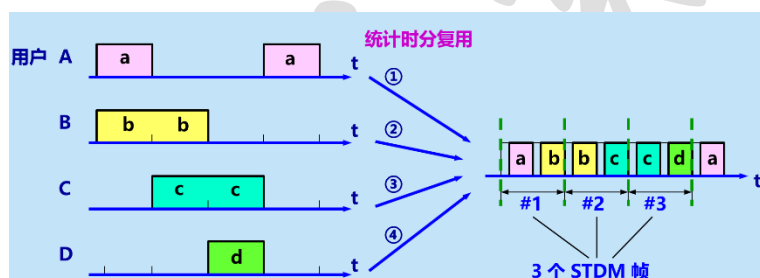 统计时分复用
用户 A a a t
①
B b b t
②
a b b c c d a
t
C c c t
③
#1 #2 #3
④
D d t
3 个 STDM 帧